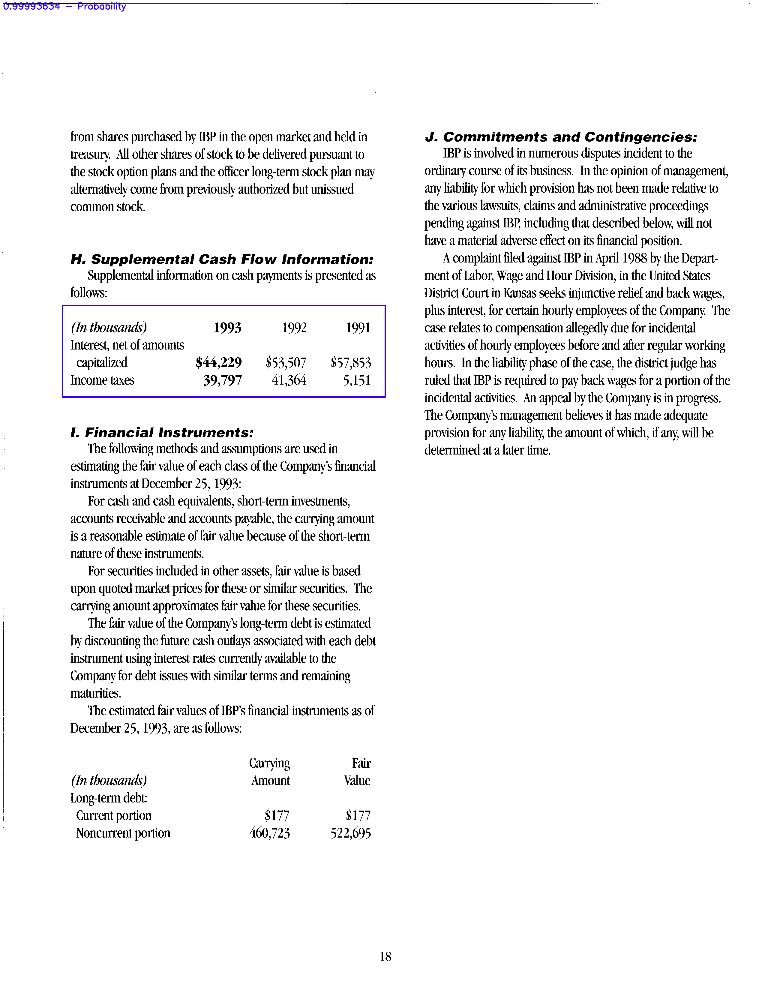 0.99993634 - Probability
from shares purchased by IBP in the open market and held in
treasury. All other shares of stock to be delivered pursuant to
the stock option plans and the officer long-term stock plan may
alternatively come from previously authorized but unissued
common stock.
H. Supplemental Cash Flow Information:
Supplemental information on cash payments is presented as
follows:
(In thousands) 1993 1992 1991
Interest, net of amounts
capitalized $44,229 $53,507 $57,853
Income taxes 39,797 41,364 5,151
I. Financial Instruments:
The following methods and assumptions are used in
estimating the fair value of each class of the Company's financial
instruments at December 25, 1993:
For cash and cash equivalents, short-term investments,
accounts receivable and accounts payable, the carrying amount
is a reasonable estimate of fair value because of the short-term
nature of these instruments.
For securities included in other assets, fair value is based
upon quoted market prices for these or similar securities. The
carrying amount approximates fair value for these securities.
The fair value of the Company's long-term debt is estimated
by discounting the future cash outlays associated with each debt
instrument using interest rates currently available to the
Company for debt issues with similar terms and remaining
maturities.
The estimated fair values of IBP's financial instruments as of
December 25, 1993, are as follows:
Carrying Fair
(In thousands) Amount Value
Long-term debt:
Current portion $177 $177
Noncurrent portion 460,723 522,695
J. Commitments and Contingencies:
IBP is involved in numerous disputes incident to the
ordinary course of its business. In the opinion of management,
any liability for which provision has not been made relative to
the various lawsuits, claims and administrative proceedings
pending against IBP, including that described below, will not
have a material adverse effect on its financial position.
A complaint filed against IBP in April 1988 by the Depart-
ment of Labor, Wage and Hour Division, in the United States
District Court in Kansas seeks injunctive relief and back wages,
plus interest, for certain hourly employees of the Company. The
case relates to compensation allegedly due for incidental
activities of hourly employees before and after regular working
hours. In the liability phase of the case, the district judge has
ruled that IBP is required to pay back wages for a portion of the
incidental activities. An appeal by the Company is in progress.
The Company's management believes it has made adequate
provision for any liability, the amount of which, if any, will be
determined at a later time.
18